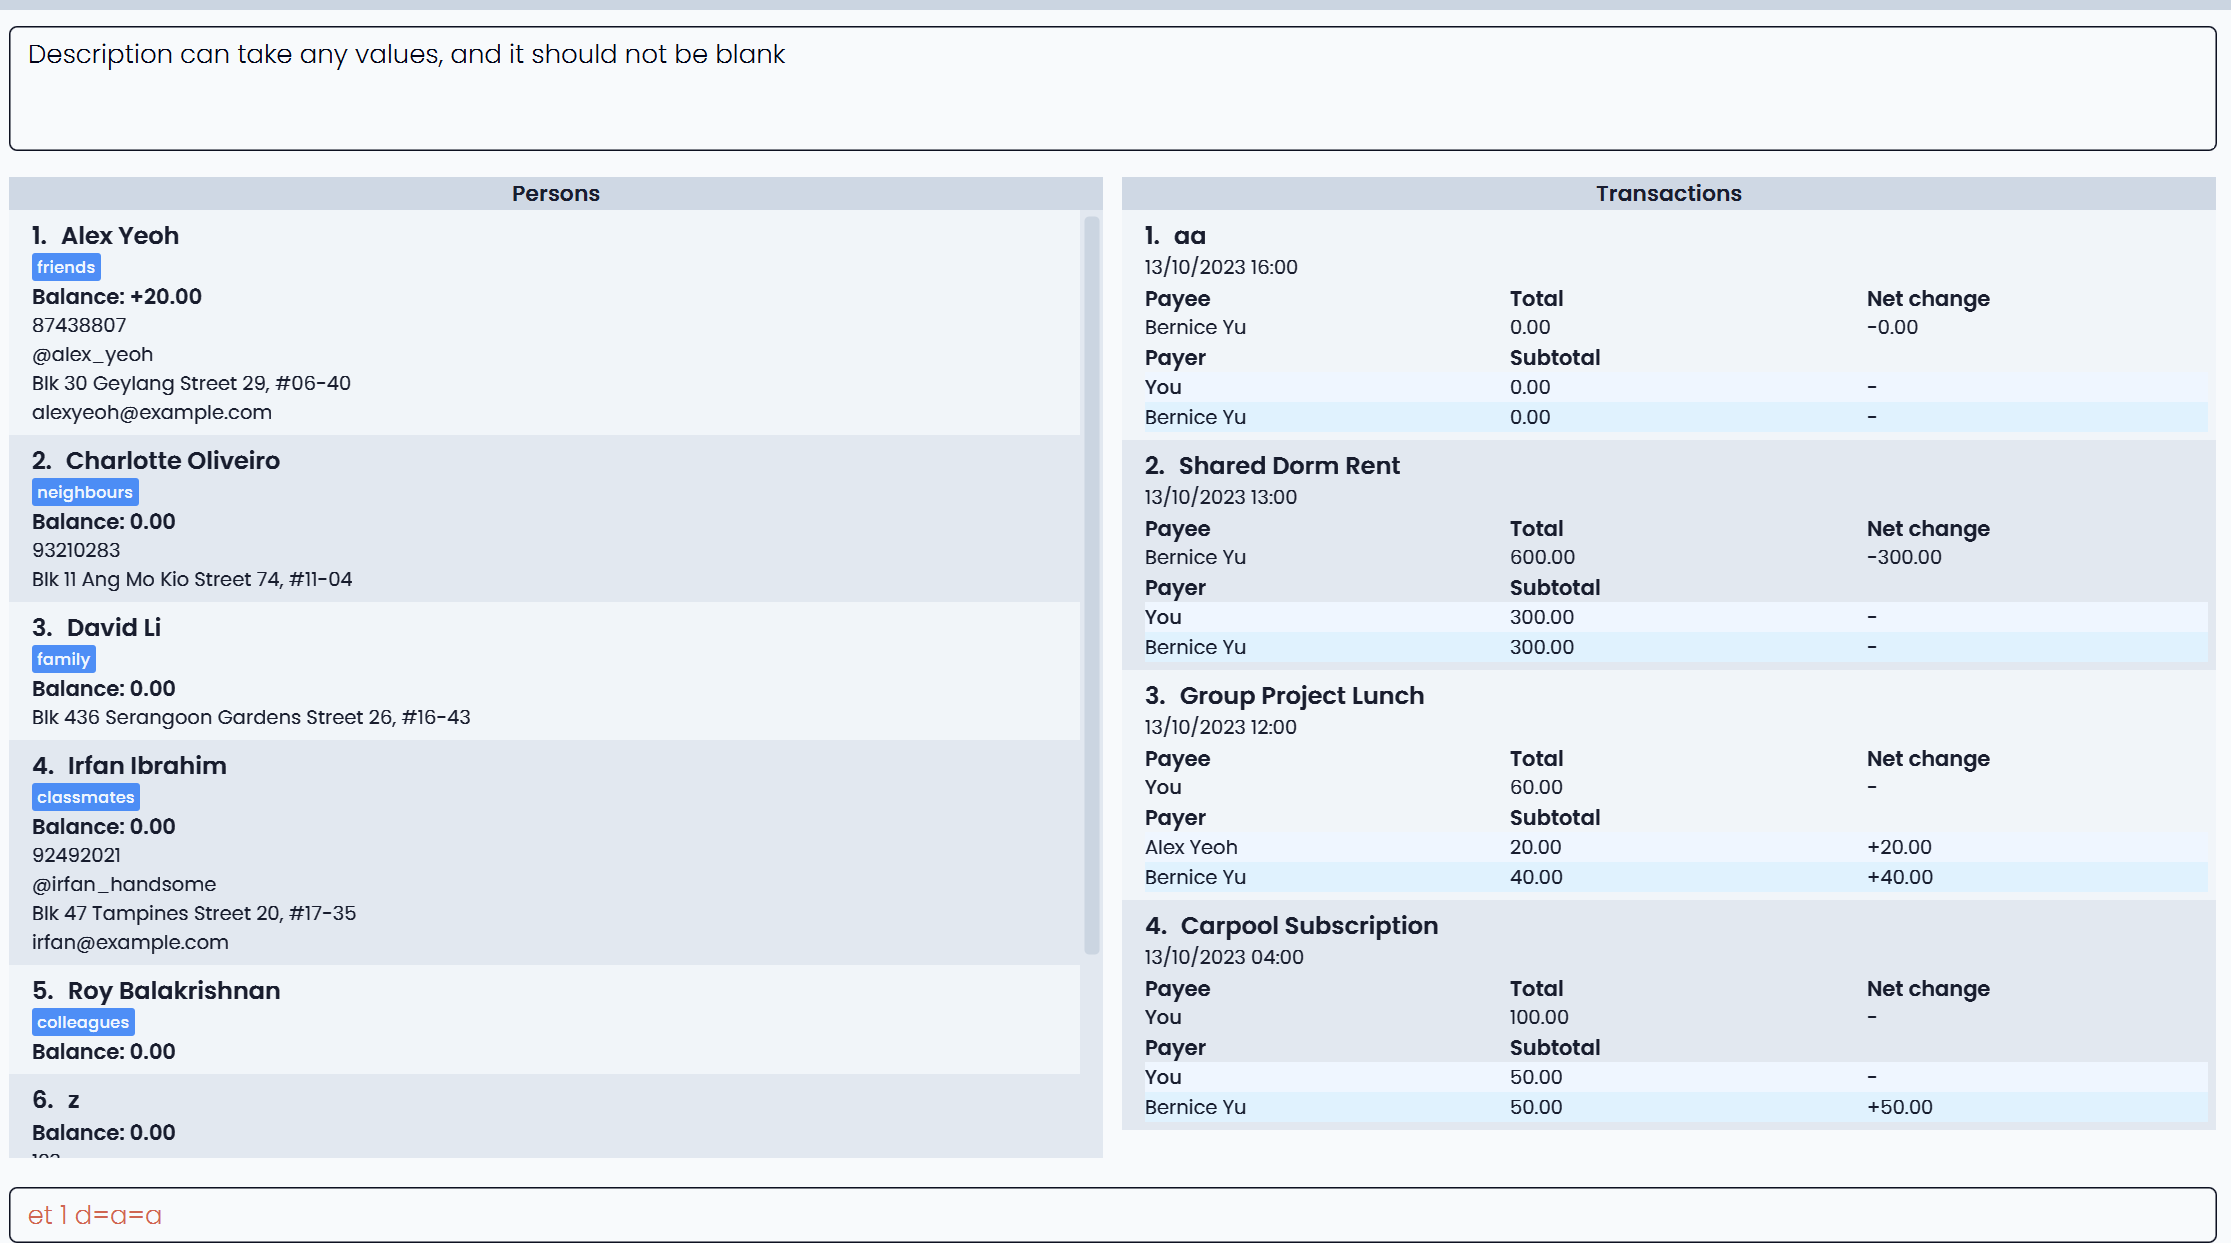 Description can take any values, and it should not be blank
Persons
1. Alex Yeoh
friends
Balance: +20.00
87438807
@alex_yeoh
Blk 30 Geylang Street 29, #06-40
alexyeoh@example.com
2. Charlotte Oliveiro
neighbours
Balance: 0.00
93210283
Blk 11 Ang Mo Kio Street 74, #11-04
3. David Li
family
Balance: 0.00
Blk 436 Serangoon Gardens Street 26, #16-43
4. Irfan Ibrahim
classmates
Balance: 0.00
92492021
@irfan_handsome
Blk 47 Tampines Street 20, #17-35
irfan@example.com
5. Roy Balakrishnan
colleagues
Balance: 0.00
6. z
Balance: 0.00
Transactions
1. aa
13/10/2023 16:00
Payee Total Net change
Bernice Yu 0.00 -0.00
Payer Subtotal
You 0.00 -
Bernice Yu 0.00 -
2. Shared Dorm Rent
13/10/2023 13:00
Payee Total Net change
Bernice Yu 600.00 -300.00
Payer Subtotal
You 300.00 -
Bernice Yu 300.00 -
3. Group Project Lunch
13/10/2023 12:00
Payee Total Net change
You 60.00 -
Payer Subtotal
Alex Yeoh 20.00 +20.00
Bernice Yu 40.00 +40.00
4. Carpool Subscription
13/10/2023 04:00
Payee Total Net change
You 100.00 -
Payer Subtotal
You 50.00 -
Bernice Yu 50.00 +50.00
et 1 d=a=a